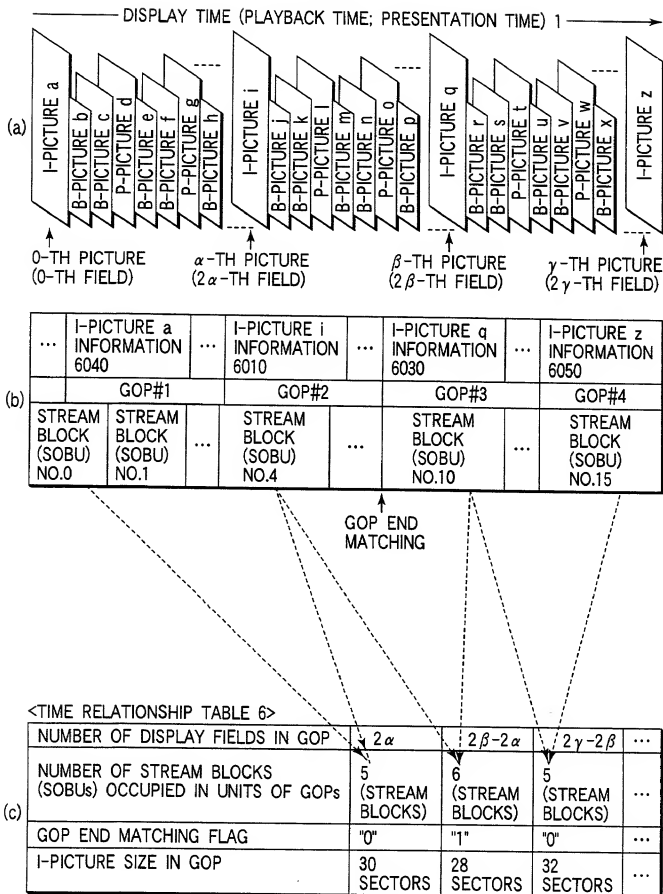 DISPLAY TIME (PLAYBACK TIME; PRESENTATION TIME) 1
(a)
I-PICTURE a
B-PICTURE b
B-PICTURE c
P-PICTURE d
B-PICTURE e
B-PICTURE f
P-PICTURE g
B-PICTURE h
I-PICTURE i
B-PICTURE j
B-PICTURE k
P-PICTURE l
B-PICTURE m
B-PICTURE n
P-PICTURE o
B-PICTURE p
I-PICTURE q
B-PICTURE r
B-PICTURE s
P-PICTURE t
B-PICTURE u
B-PICTURE v
P-PICTURE w
B-PICTURE x
I-PICTURE z
0-TH PICTURE
(0-TH FIELD)
α-TH PICTURE
(2α-TH FIELD)
β-TH PICTURE
(2β-TH FIELD)
γ-TH PICTURE
(2γ-TH FIELD)
(b)
... I-PICTURE a INFORMATION 6040 ... I-PICTURE i INFORMATION 6010 ... I-PICTURE q INFORMATION 6030 ... I-PICTURE z INFORMATION 6050
GOP#1 GOP#2 GOP#3 GOP#4
STREAM BLOCK (SOBU) NO.0 STREAM BLOCK (SOBU) NO.1 ... STREAM BLOCK (SOBU) NO.4 ... STREAM BLOCK (SOBU) NO.10 ... STREAM BLOCK (SOBU) NO.15
GOP END
MATCHING
<TIME RELATIONSHIP TABLE 6>
(c)
NUMBER OF DISPLAY FIELDS IN GOP 2α 2β-2α 2γ-2β ...
NUMBER OF STREAM BLOCKS (SOBUs) OCCUPIED IN UNITS OF GOPs 5 (STREAM BLOCKS) 6 (STREAM BLOCKS) 5 (STREAM BLOCKS) ...
GOP END MATCHING FLAG "0" "1" "0" ...
I-PICTURE SIZE IN GOP 30 SECTORS 28 SECTORS 32 SECTORS ...